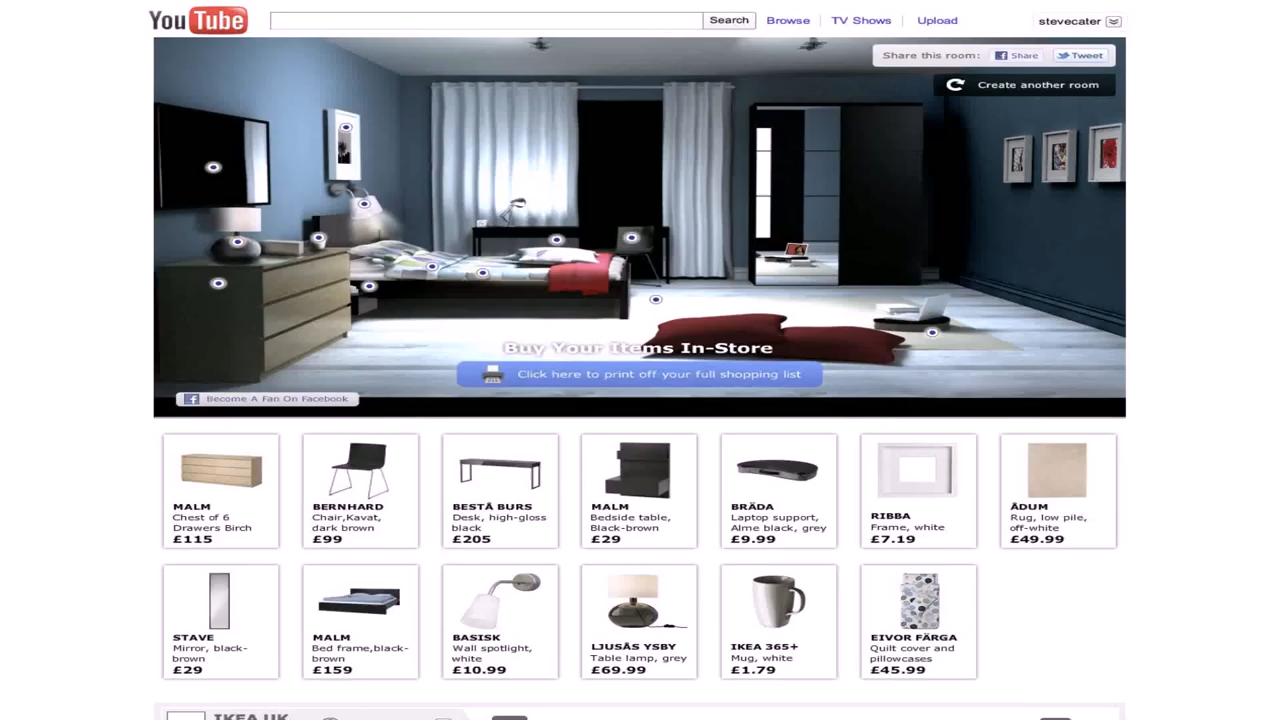 YouTube
Search
Browse
TV Shows
Upload
stevecater
Share this room:
Share
Tweet
Create another room
Buy Your Items In-Store
Click here to print off your full shopping list
Become A Fan On Facebook
MALM
Chest of 6
Drawers Birch
£115
BERNHARD
Chair,Kavat,
dark brown
£99
BESTÅ BURS
Desk, high-gloss
black
£205
MALM
Bedside table,
Black-brown
£29
BRÄDA
Laptop support,
Alme black, grey
£9.99
RIBBA
Frame, white
£7.19
ÅDUM
Rug, low pile,
off-white
£49.99
STAVE
Mirror, black-
brown
£29
MALM
Bed frame,black-
brown
£159
BASISK
Wall spotlight,
white
£10.99
LJUSÅS YSBY
Table lamp, grey
£69.99
IKEA 365+
Mug, white
£1.79
EIVOR FÄRGA
Quilt cover and
pillowcases
£45.99
IKEA UK